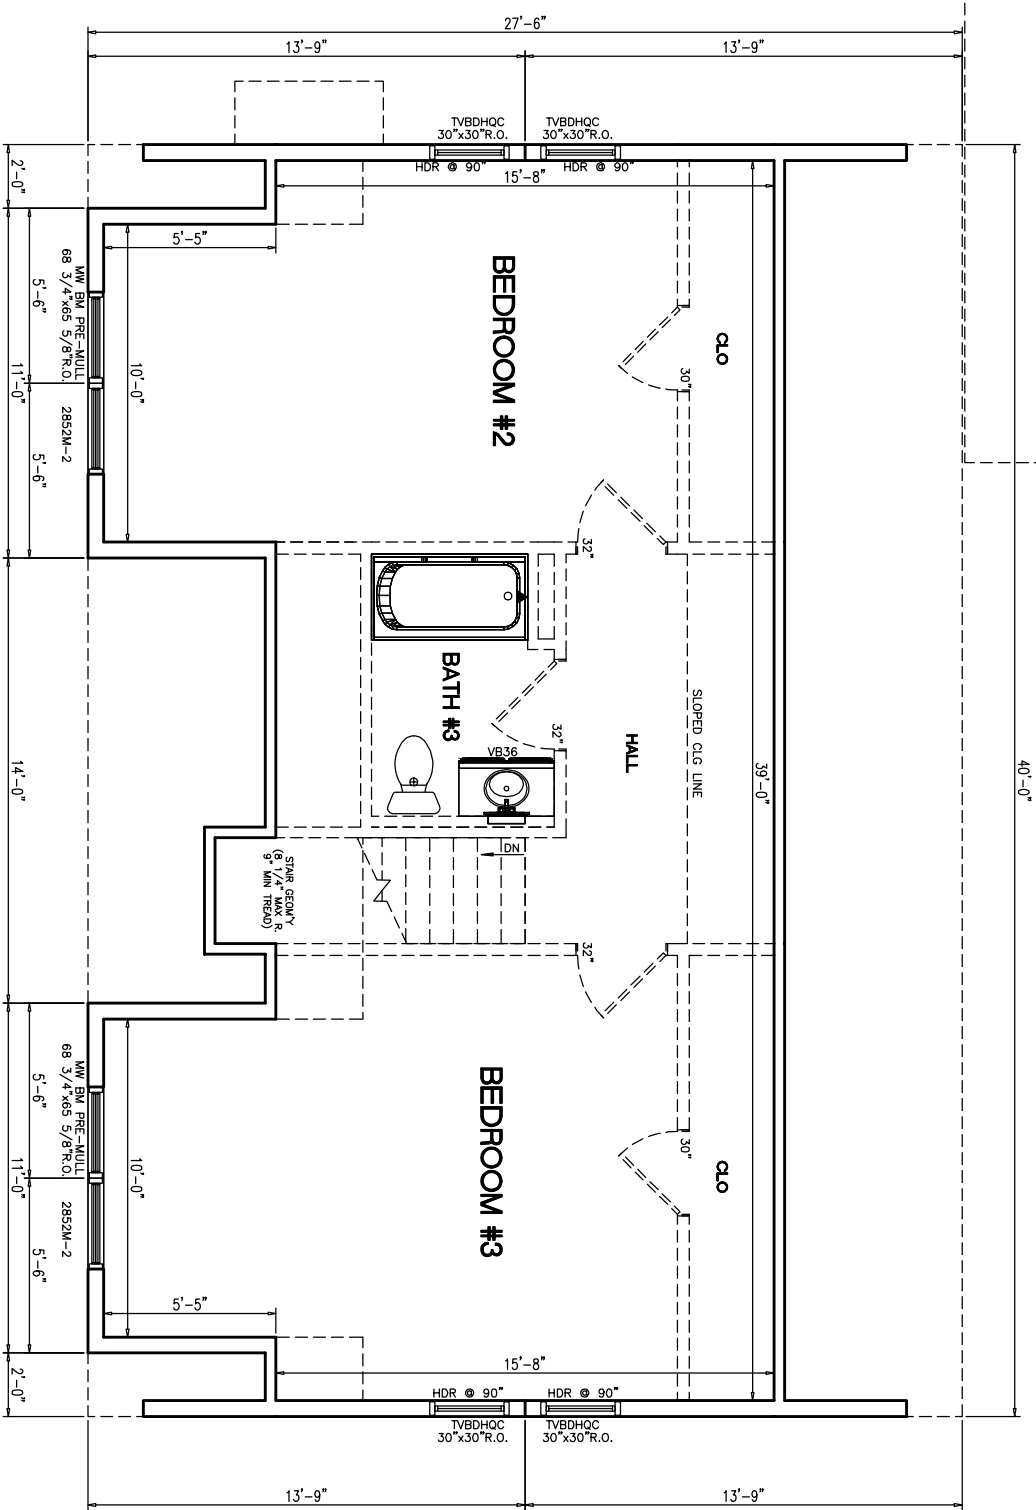 27'-6"
13'-9"
13'-9"
TVBDHQC
30"x30"R.O.
TVBDHQC
30"x30"R.O.
HDR @ 90"
HDR @ 90"
15'-8"
2'-0"
5'-5"
MW BM PRE-MULL
68 3/4"x65 5/8"R.O.
2852M-2
5'-6"
11'-0"
5'-6"
10'-0"
BEDROOM #2
CLO
30"
32"
BATH #3
32"
VB36
HALL
SLOPED CLG LINE
39'-0"
40'-0"
14'-0"
DN
STAIR GEOM'Y
(8 1/4" MAX R.
9" MIN TREAD)
32"
BEDROOM #3
CLO
30"
MW BM PRE-MULL
68 3/4"x65 5/8"R.O.
2852M-2
5'-6"
11'-0"
5'-6"
10'-0"
5'-5"
2'-0"
15'-8"
HDR @ 90"
HDR @ 90"
TVBDHQC
30"x30"R.O.
TVBDHQC
30"x30"R.O.
13'-9"
13'-9"